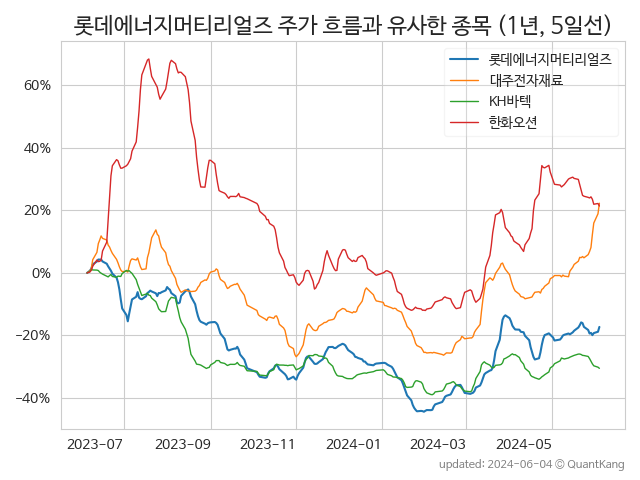 롯데에너지머티리얼즈 주가 흐름과 유사한 종목 (1년, 5일선)
롯데에너지머티리얼즈
대주전자재료
KH바텍
한화오션
60%
40%
20%
0%
−20%
−40%
2023-07 2023-09 2023-11 2024-01 2024-03 2024-05
updated: 2024-06-04 © QuantKang